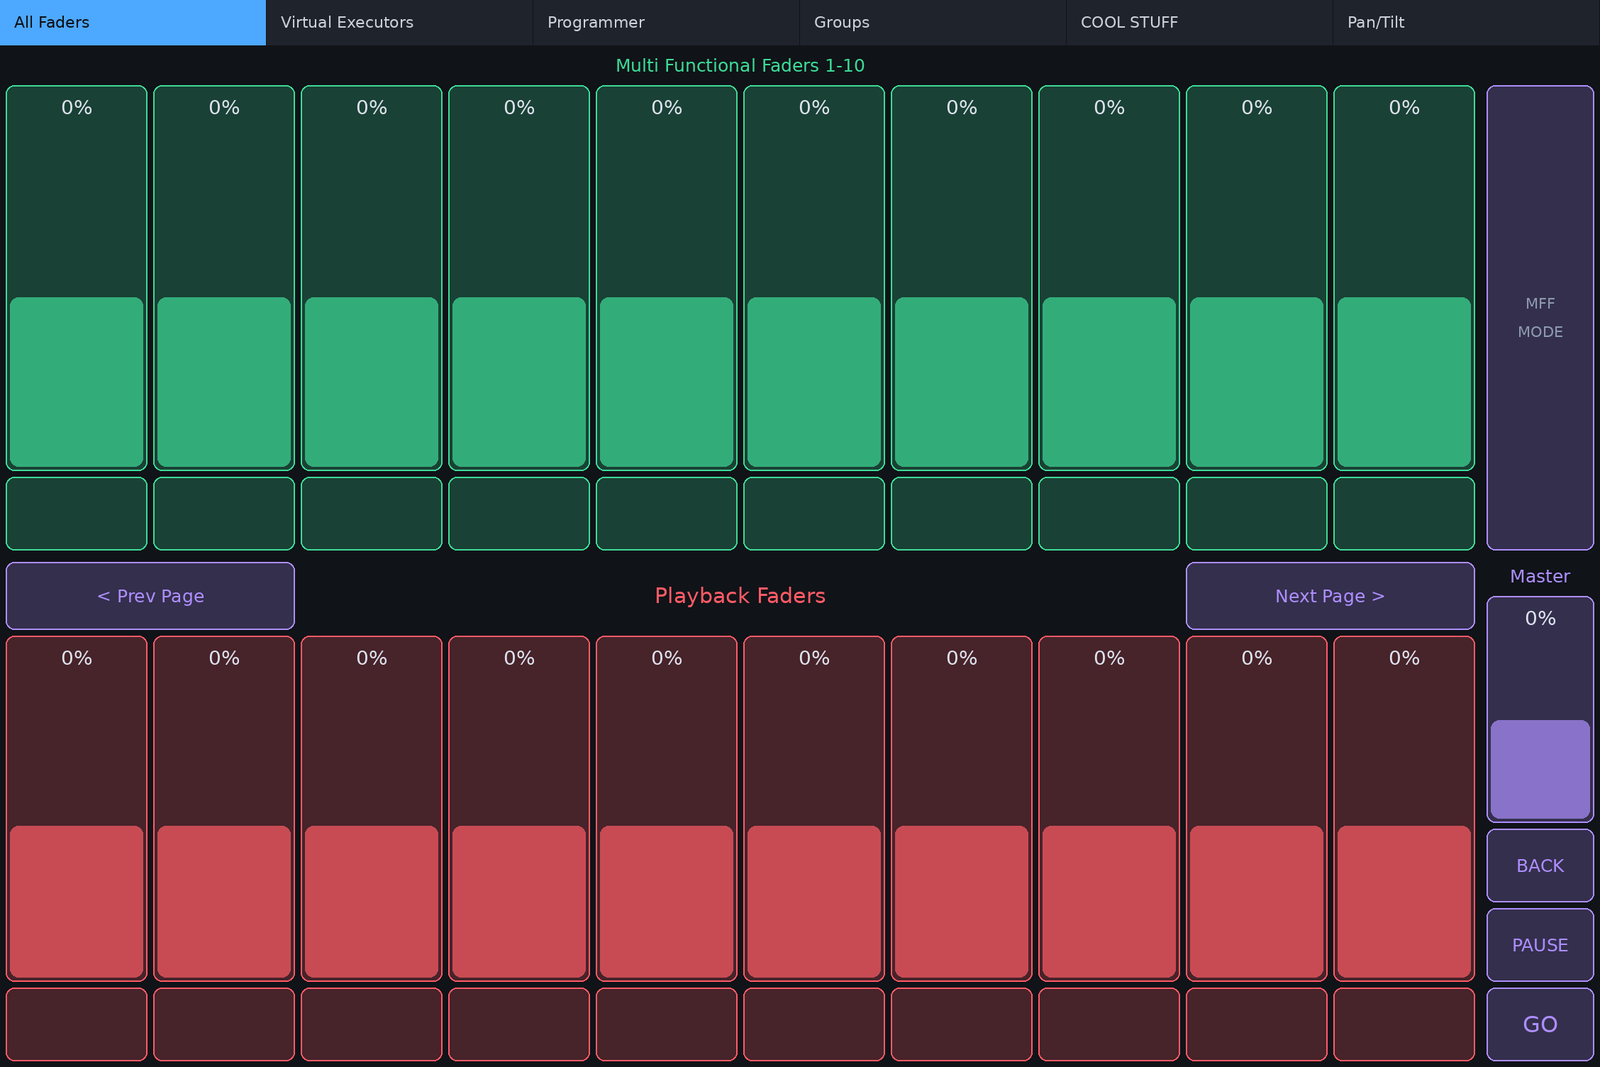 All Faders
Virtual Executors
Programmer
Groups
COOL STUFF
Pan/Tilt
Multi Functional Faders 1-10
0%
0%
0%
0%
0%
0%
0%
0%
0%
0%
MFF
MODE
< Prev Page
Playback Faders
Next Page >
Master
0%
0%
0%
0%
0%
0%
0%
0%
0%
0%
0%
BACK
PAUSE
GO